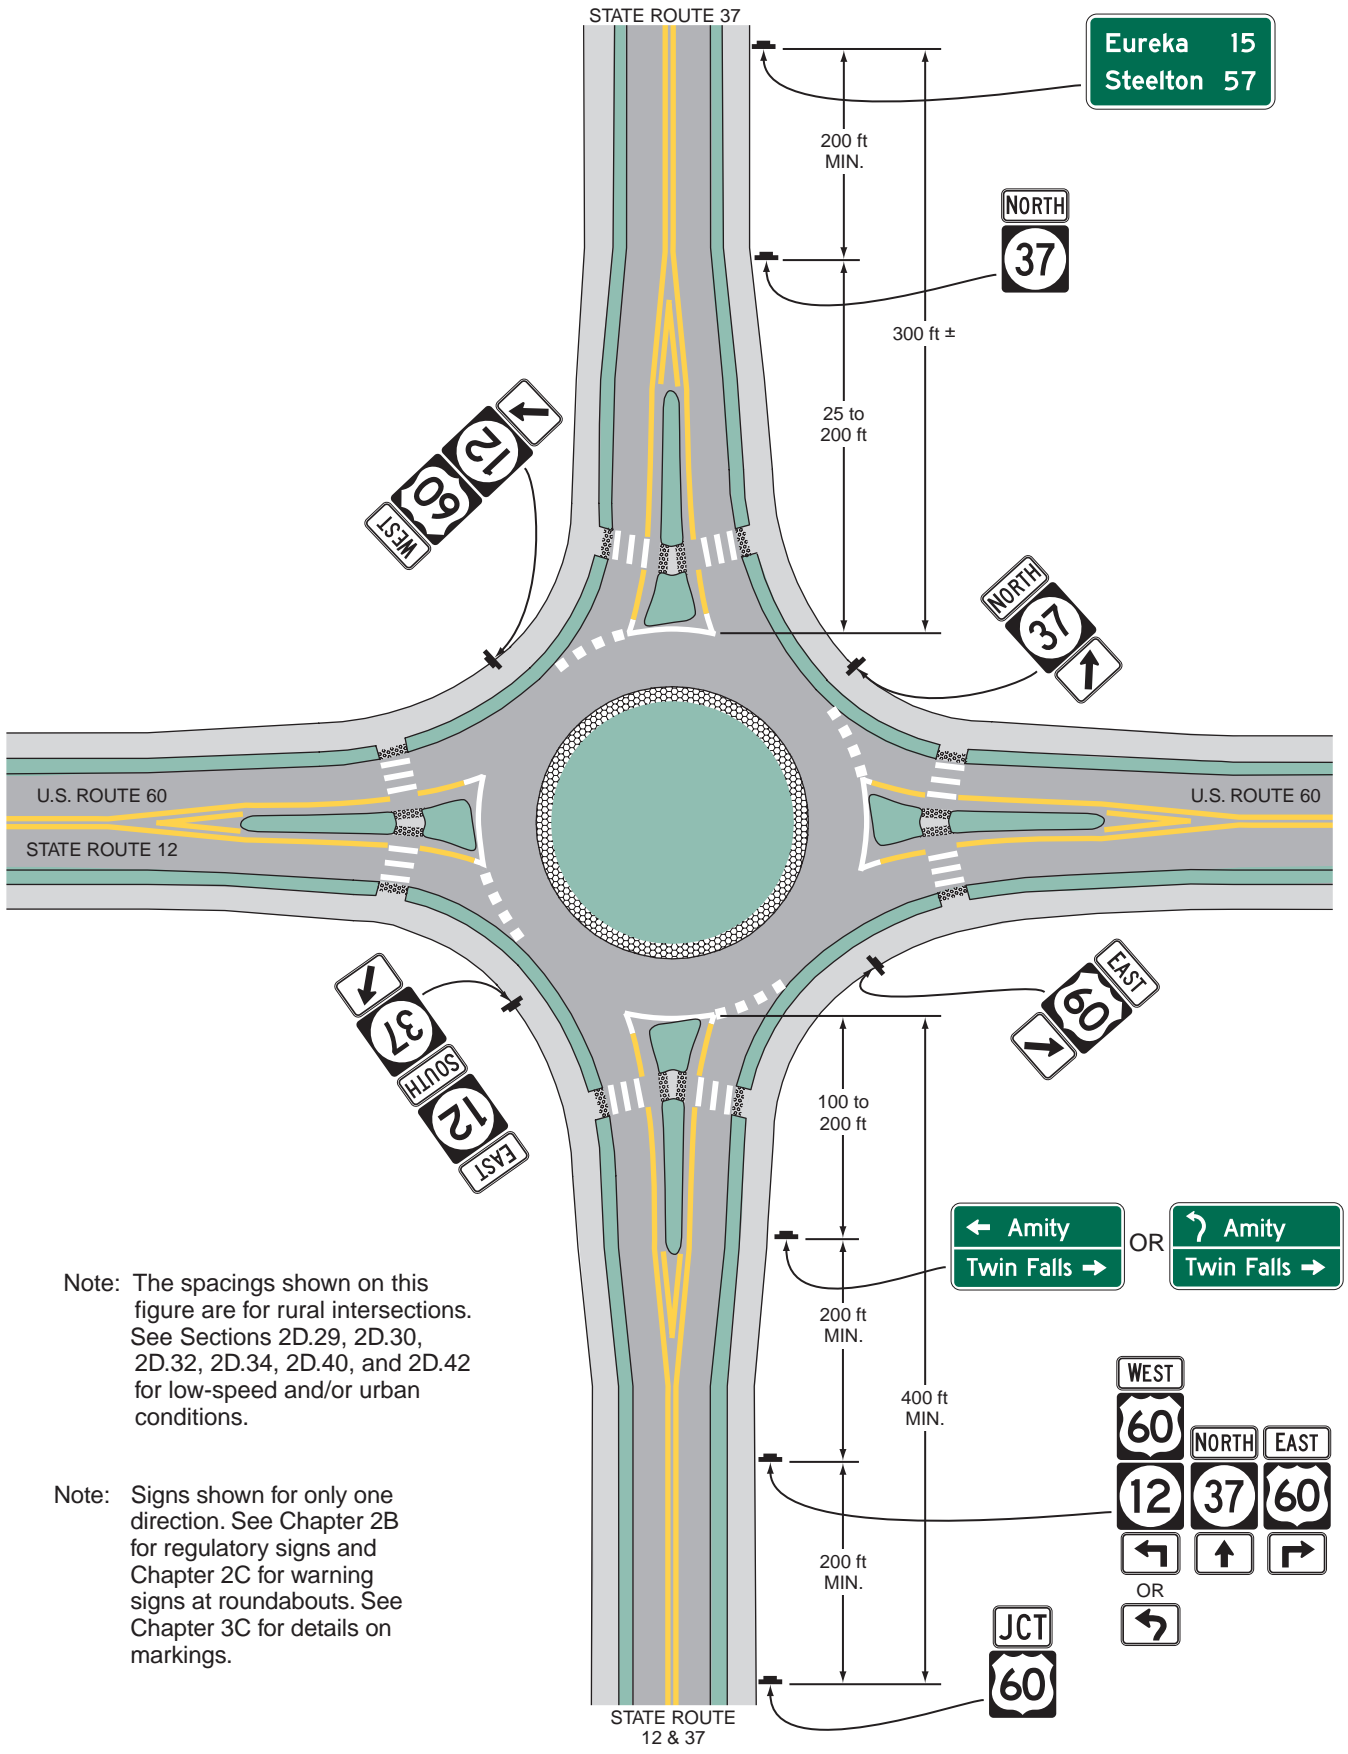 STATE ROUTE 37
Eureka 15
Steelton 57
200 ft
MIN.
NORTH
37
300 ft ±
25 to
200 ft
12
60
WEST
NORTH
37
U.S. ROUTE 60
STATE ROUTE 12
U.S. ROUTE 60
EAST
60
37
SOUTH
12
EAST
100 to
200 ft
← Amity
Twin Falls →
OR
Amity
Twin Falls →
200 ft
MIN.
400 ft
MIN.
WEST
60
12
NORTH
37
EAST
60
OR
200 ft
MIN.
JCT
60
STATE ROUTE
12 & 37
Note: The spacings shown on this
figure are for rural intersections.
See Sections 2D.29, 2D.30,
2D.32, 2D.34, 2D.40, and 2D.42
for low-speed and/or urban
conditions.
Note: Signs shown for only one
direction. See Chapter 2B
for regulatory signs and
Chapter 2C for warning
signs at roundabouts. See
Chapter 3C for details on
markings.